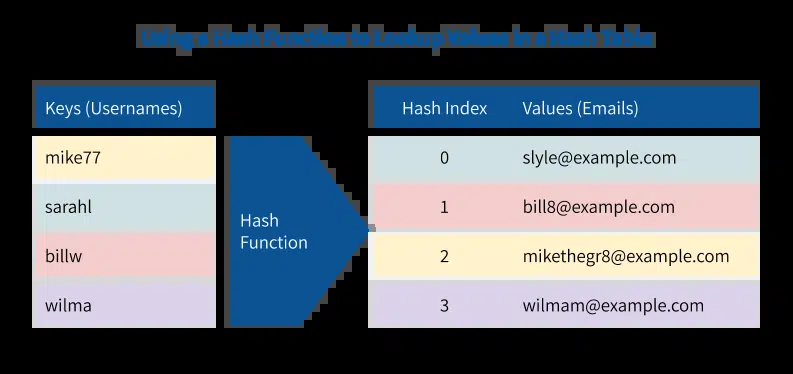 Using a Hash Function to Lookup Values in a Hash Table
Keys (Usernames)
Hash Index Values (Emails)
mike77
0 slyle@example.com
sarahl
1 bill8@example.com
Hash
Function
billw
2 mikethegr8@example.com
wilma
3 wilmam@example.com